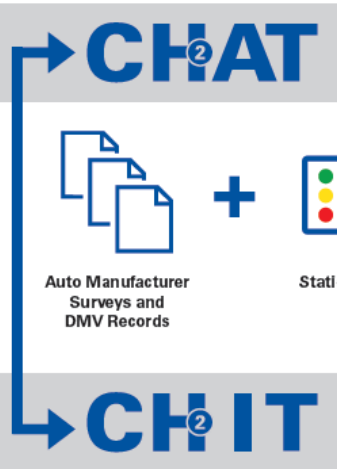 CH2AT
Auto Manufacturer
Surveys and
DMV Records
Stati
CH2IT